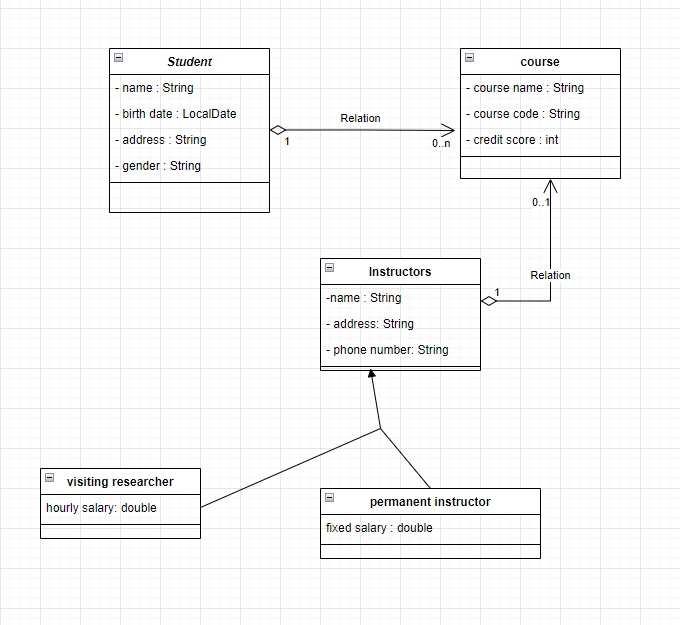 Student
- name : String
- birth date : LocalDate
- address : String
- gender : String
Relation
1
0..n
course
- course name : String
- course code : String
- credit score : int
0..1
Relation
1
Instructors
-name : String
- address: String
- phone number: String
visiting researcher
hourly salary: double
permanent instructor
fixed salary : double